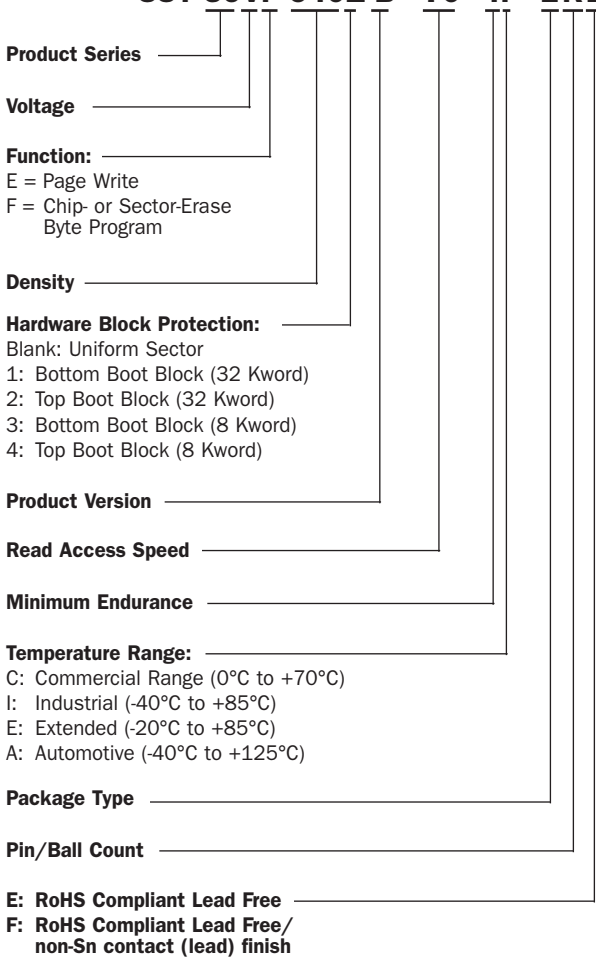 Product Series
Voltage
Function:
E = Page Write
F = Chip- or Sector-Erase
Byte Program
Density
Hardware Block Protection:
Blank: Uniform Sector
1: Bottom Boot Block (32 Kword)
2: Top Boot Block (32 Kword)
3: Bottom Boot Block (8 Kword)
4: Top Boot Block (8 Kword)
Product Version
Read Access Speed
Minimum Endurance
Temperature Range:
C: Commercial Range (0°C to +70°C)
I: Industrial (-40°C to +85°C)
E: Extended (-20°C to +85°C)
A: Automotive (-40°C to +125°C)
Package Type
Pin/Ball Count
E: RoHS Compliant Lead Free
F: RoHS Compliant Lead Free/
non-Sn contact (lead) finish